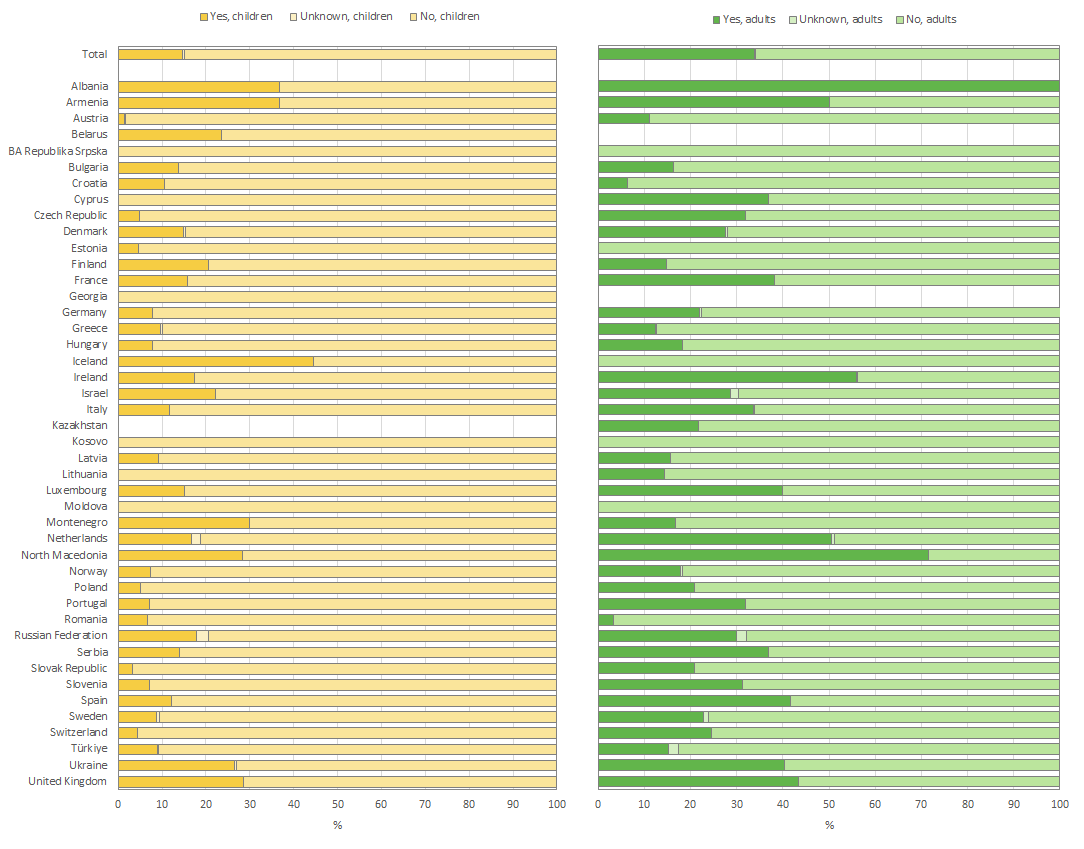 Yes, children Unknown, children No, children
Yes, adults Unknown, adults No, adults
Total
Albania
Armenia
Austria
Belarus
BA Republika Srpska
Bulgaria
Croatia
Cyprus
Czech Republic
Denmark
Estonia
Finland
France
Georgia
Germany
Greece
Hungary
Iceland
Ireland
Israel
Italy
Kazakhstan
Kosovo
Latvia
Lithuania
Luxembourg
Moldova
Montenegro
Netherlands
North Macedonia
Norway
Poland
Portugal
Romania
Russian Federation
Serbia
Slovak Republic
Slovenia
Spain
Sweden
Switzerland
Türkiye
Ukraine
United Kingdom
0 10 20 30 40 50 60 70 80 90 100
%
0 10 20 30 40 50 60 70 80 90 100
%